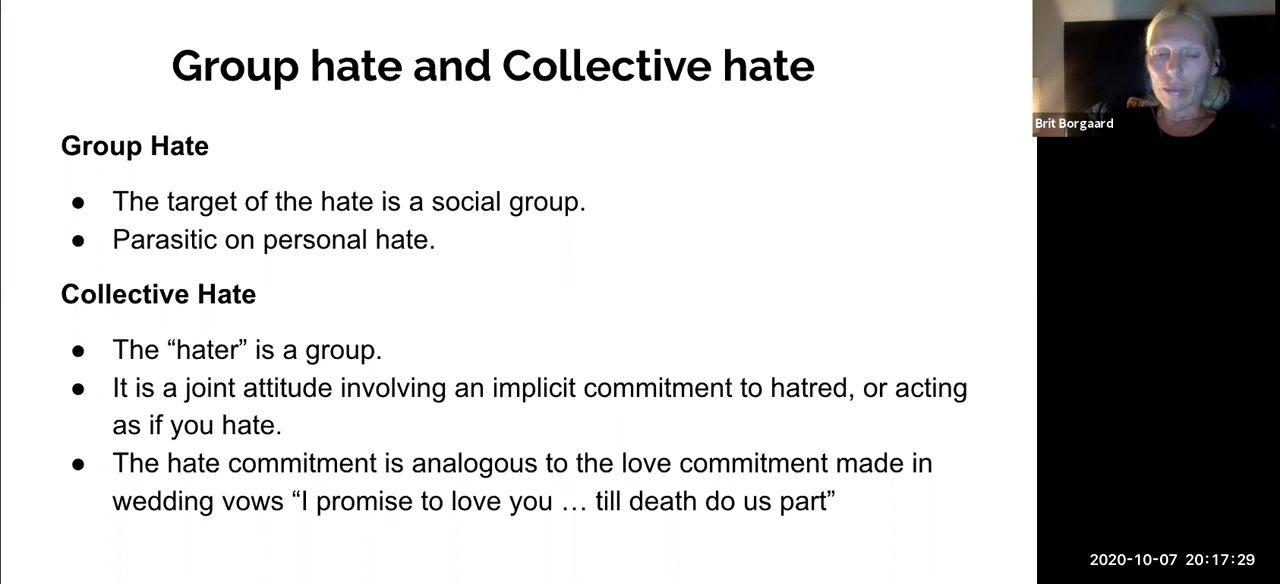 Group hate and Collective hate
Group Hate
● The target of the hate is a social group.
● Parasitic on personal hate.
Collective Hate
● The “hater” is a group.
● It is a joint attitude involving an implicit commitment to hatred, or acting
as if you hate.
● The hate commitment is analogous to the love commitment made in
wedding vows “I promise to love you … till death do us part”
Brit Borgaard
2020-10-07 20:17:29